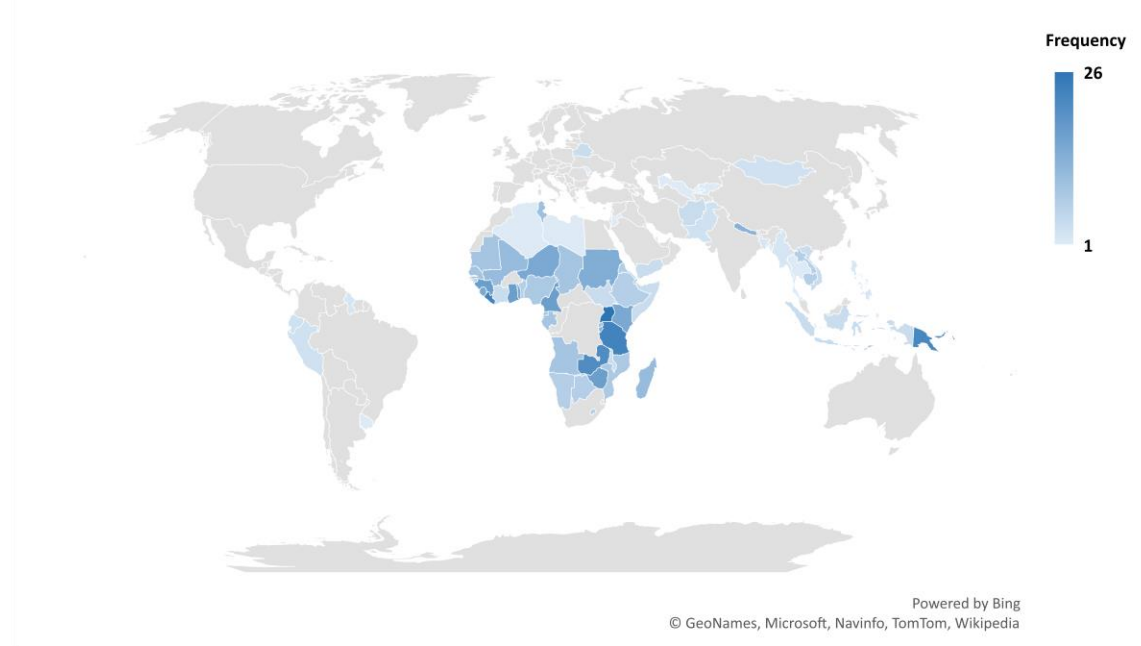 Frequency
26
1
Powered by Bing
© GeoNames, Microsoft, Navinfo, TomTom, Wikipedia